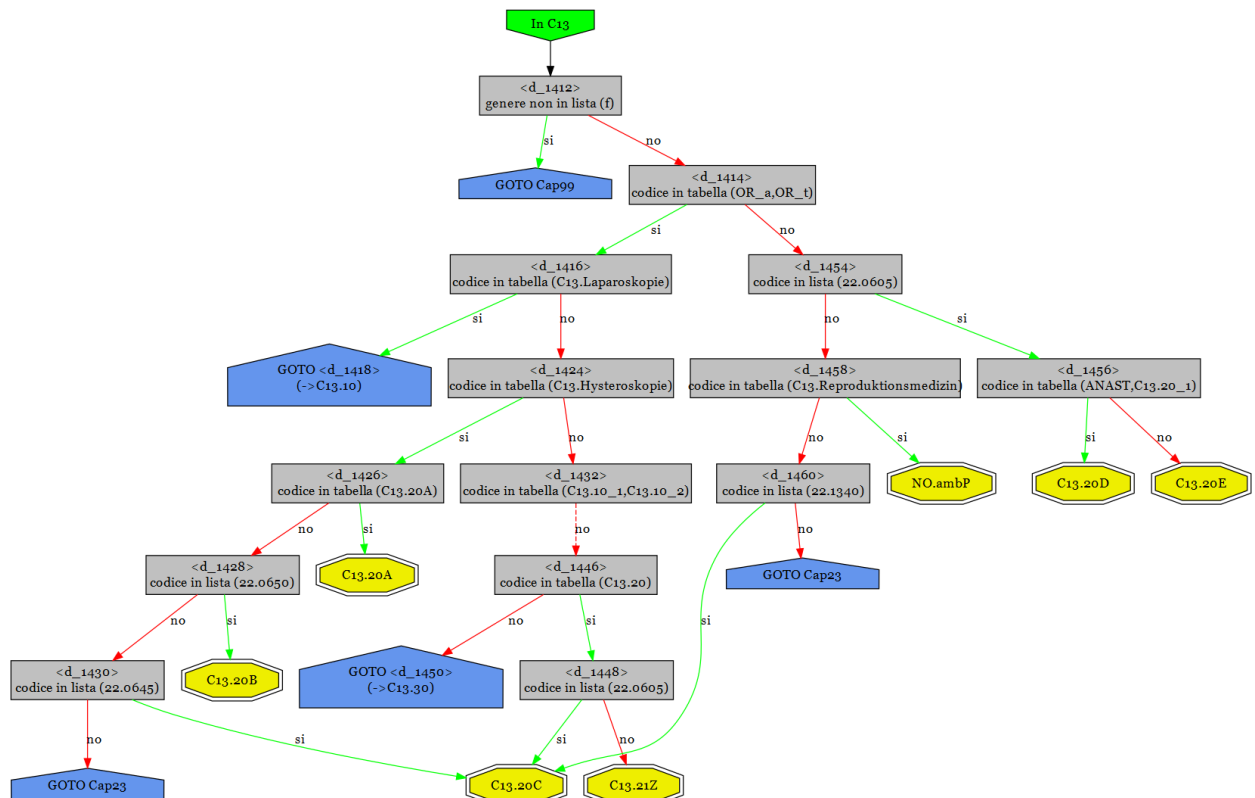 In C13
<d_1412>
genere non in lista (f)
si
no
GOTO Cap99
<d_1414>
codice in tabella (OR_a,OR_t)
si
no
<d_1416>
codice in tabella (C13.Laparoskopie)
<d_1454>
codice in lista (22.0605)
si
no
no
si
GOTO <d_1418>
(->C13.10)
<d_1424>
codice in tabella (C13.Hysteroskopie)
<d_1458>
codice in tabella (C13.Reproduktionsmedizin)
<d_1456>
codice in tabella (ANAST,C13.20_1)
si
no
no
si
si
no
<d_1426>
codice in tabella (C13.20A)
<d_1432>
codice in tabella (C13.10_1,C13.10_2)
<d_1460>
codice in lista (22.1340)
NO.ambP
C13.20D
C13.20E
no
si
no
si
no
<d_1428>
codice in lista (22.0650)
C13.20A
<d_1446>
codice in tabella (C13.20)
GOTO Cap23
no
si
no
si
<d_1430>
codice in lista (22.0645)
C13.20B
GOTO <d_1450>
(->C13.30)
<d_1448>
codice in lista (22.0605)
no
si
si
no
GOTO Cap23
C13.20C
C13.21Z